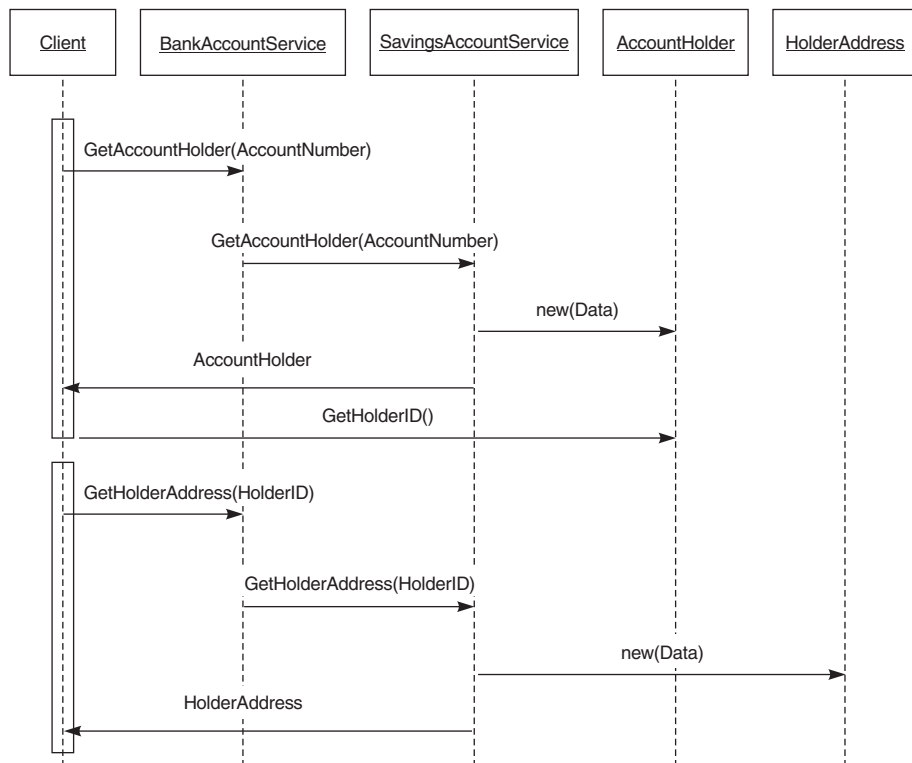 Client
BankAccountService
SavingsAccountService
AccountHolder
HolderAddress
GetAccountHolder(AccountNumber)
GetAccountHolder(AccountNumber)
new(Data)
AccountHolder
GetHolderID()
GetHolderAddress(HolderID)
GetHolderAddress(HolderID)
new(Data)
HolderAddress